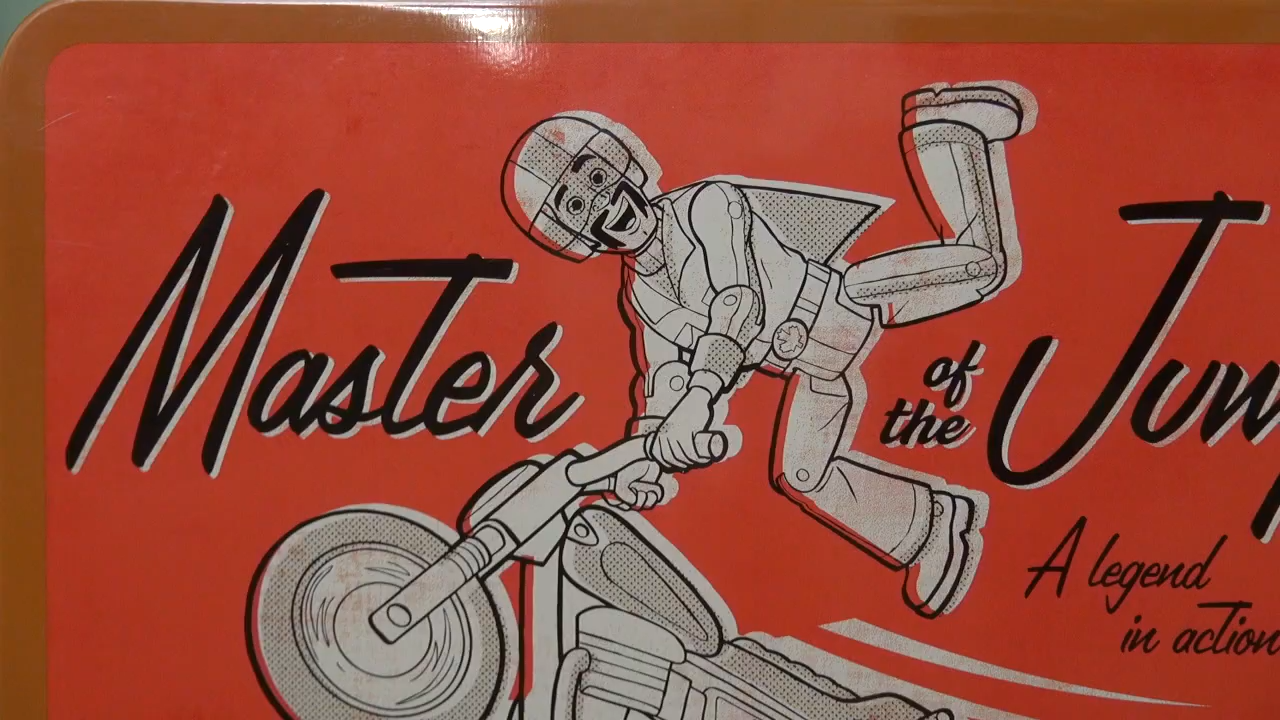 Master of the
A legend
in action